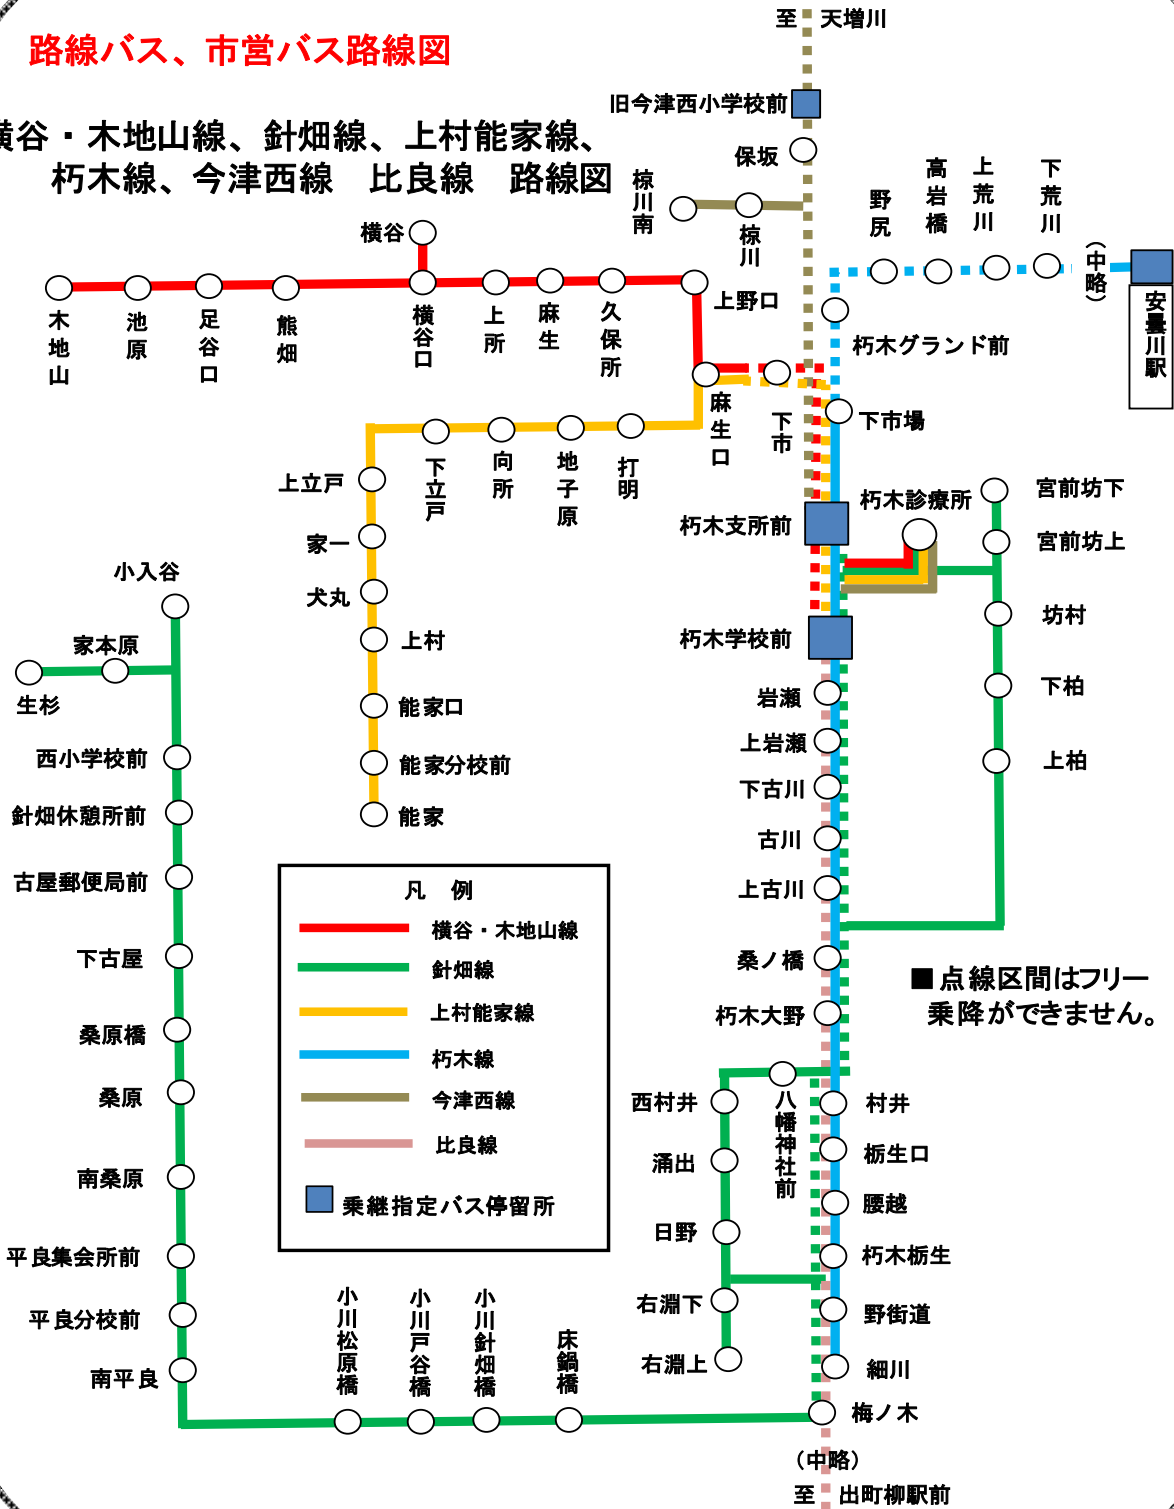 路線バス、市営バス路線図
横谷・木地山線、針畑線、上村能家線、
朽木線、今津西線　比良線　路線図
至　天増川
旧今津西小学校前
保坂
椋川南
椋川
野尻
高岩橋
上荒川
下荒川
（中略）
安曇川駅
横谷
木地山
池原
足谷口
熊畑
横谷口
上所
麻生
久保所
上野口
朽木グランド前
麻生口
下市
下市場
下立戸
向所
地子原
打明
上立戸
家一
犬丸
上村
能家口
能家分校前
能家
朽木支所前
朽木診療所
宮前坊下
宮前坊上
坊村
下柏
上柏
朽木学校前
岩瀬
上岩瀬
下古川
古川
上古川
桑ノ橋
朽木大野
小入谷
家本原
生杉
西小学校前
針畑休憩所前
古屋郵便局前
下古屋
桑原橋
桑原
南桑原
平良集会所前
平良分校前
南平良
凡　例
横谷・木地山線
針畑線
上村能家線
朽木線
今津西線
比良線
乗継指定バス停留所
■点線区間はフリー
乗降ができません。
八幡神社前
西村井
涌出
日野
右淵下
右淵上
村井
栃生口
腰越
朽木栃生
野街道
細川
梅ノ木
小川松原橋
小川戸谷橋
小川針畑橋
床鍋橋
（中略）
至　出町柳駅前